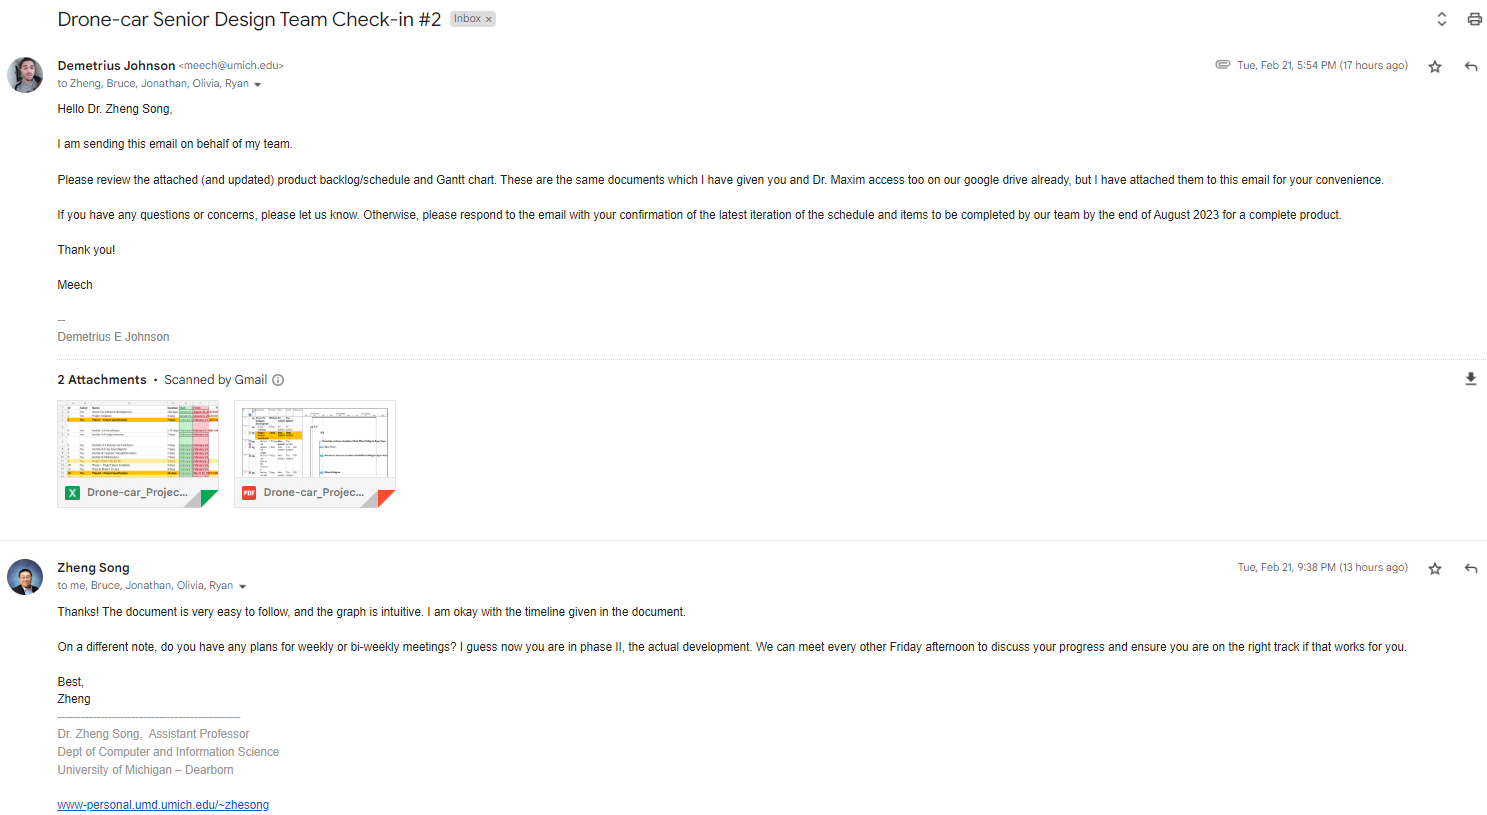 Drone-car Senior Design Team Check-in #2 Inbox ×
Demetrius Johnson <meech@umich.edu> Tue, Feb 21, 5:54 PM (17 hours ago)
to Zheng, Bruce, Jonathan, Olivia, Ryan
Hello Dr. Zheng Song,
I am sending this email on behalf of my team.
Please review the attached (and updated) product backlog/schedule and Gantt chart. These are the same documents which I have given you and Dr. Maxim access too on our google drive already, but I have attached them to this email for your convenience.
If you have any questions or concerns, please let us know. Otherwise, please respond to the email with your confirmation of the latest iteration of the schedule and items to be completed by our team by the end of August 2023 for a complete product.
Thank you!
Meech
--
Demetrius E Johnson
2 Attachments • Scanned by Gmail
X Drone-car_Projec... PDF Drone-car_Projec...
Zheng Song Tue, Feb 21, 9:38 PM (13 hours ago)
to me, Bruce, Jonathan, Olivia, Ryan
Thanks! The document is very easy to follow, and the graph is intuitive. I am okay with the timeline given in the document.
On a different note, do you have any plans for weekly or bi-weekly meetings? I guess now you are in phase II, the actual development. We can meet every other Friday afternoon to discuss your progress and ensure you are on the right track if that works for you.
Best,
Zheng
------------------------------------------------
Dr. Zheng Song,  Assistant Professor
Dept of Computer and Information Science
University of Michigan – Dearborn
www-personal.umd.umich.edu/~zhesong